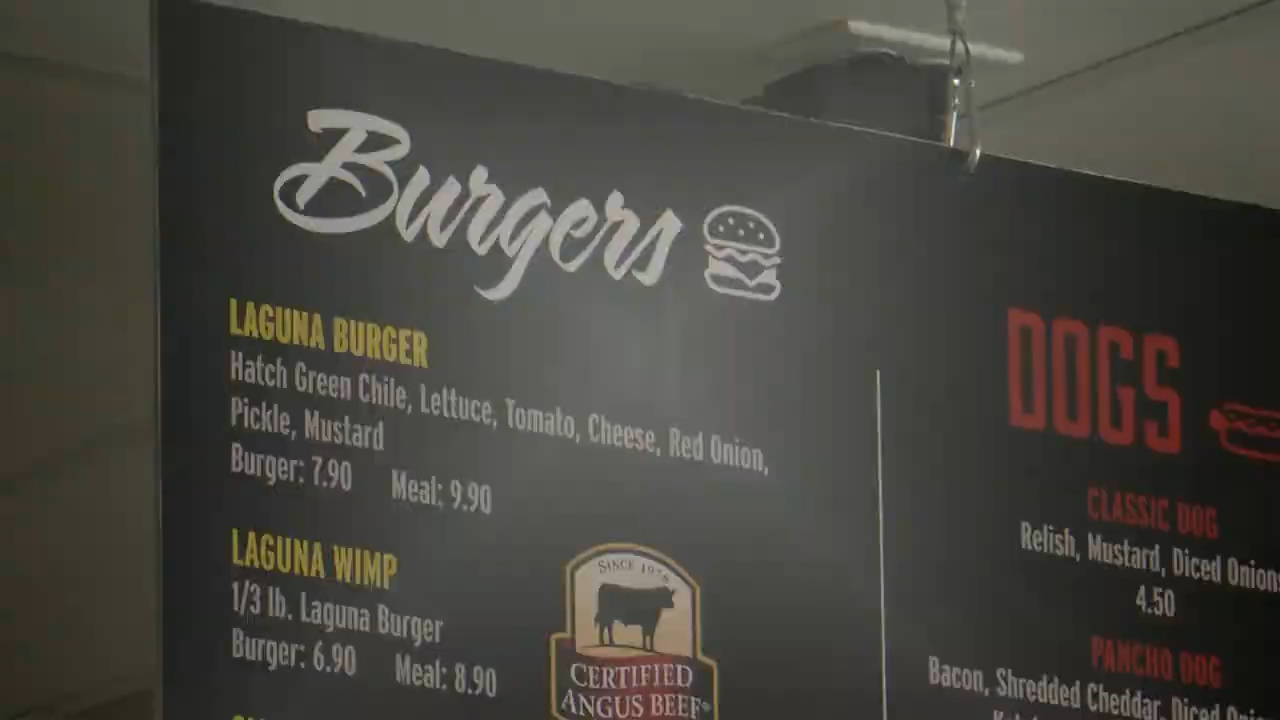 Burgers
LAGUNA BURGER
Hatch Green Chile, Lettuce, Tomato, Cheese, Red Onion,
Pickle, Mustard
Burger: 7.90 Meal: 9.90
LAGUNA WIMP
1/3 lb. Laguna Burger
Burger: 6.90 Meal: 8.90
SINCE 1978
CERTIFIED
ANGUS BEEF®
DOGS
CLASSIC DOG
Relish, Mustard, Diced Onions
4.50
PANCHO DOG
Bacon, Shredded Cheddar, Diced